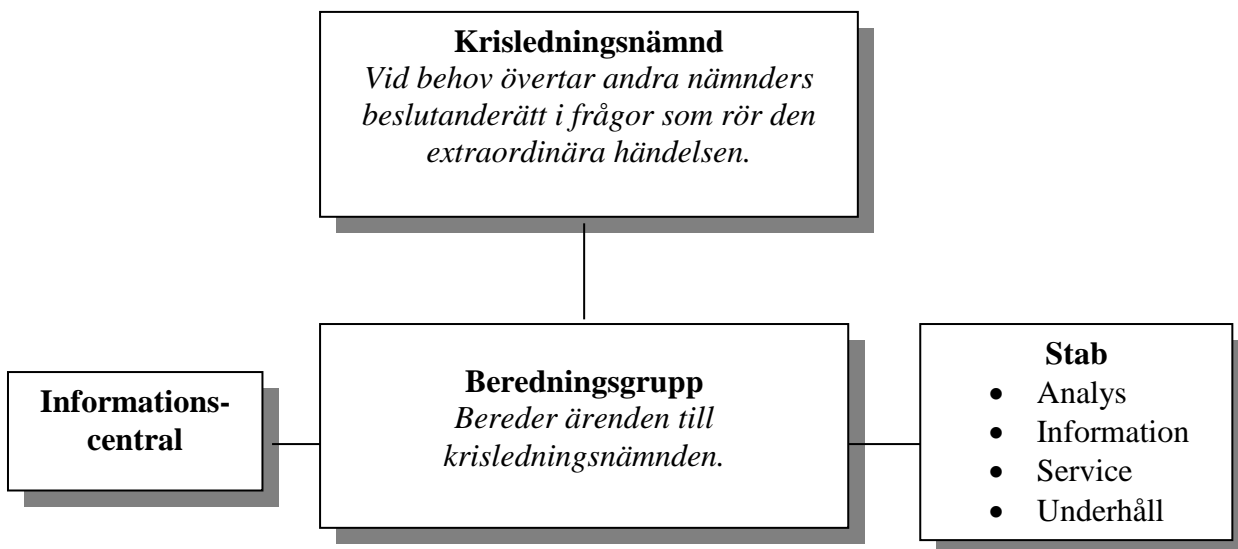 Krisledningsnämnd
Vid behov övertar andra nämnders
beslutanderätt i frågor som rör den
extraordinära händelsen.
Informations-
central
Beredningsgrupp
Bereder ärenden till
krisledningsnämnden.
Stab
• Analys
• Information
• Service
• Underhåll